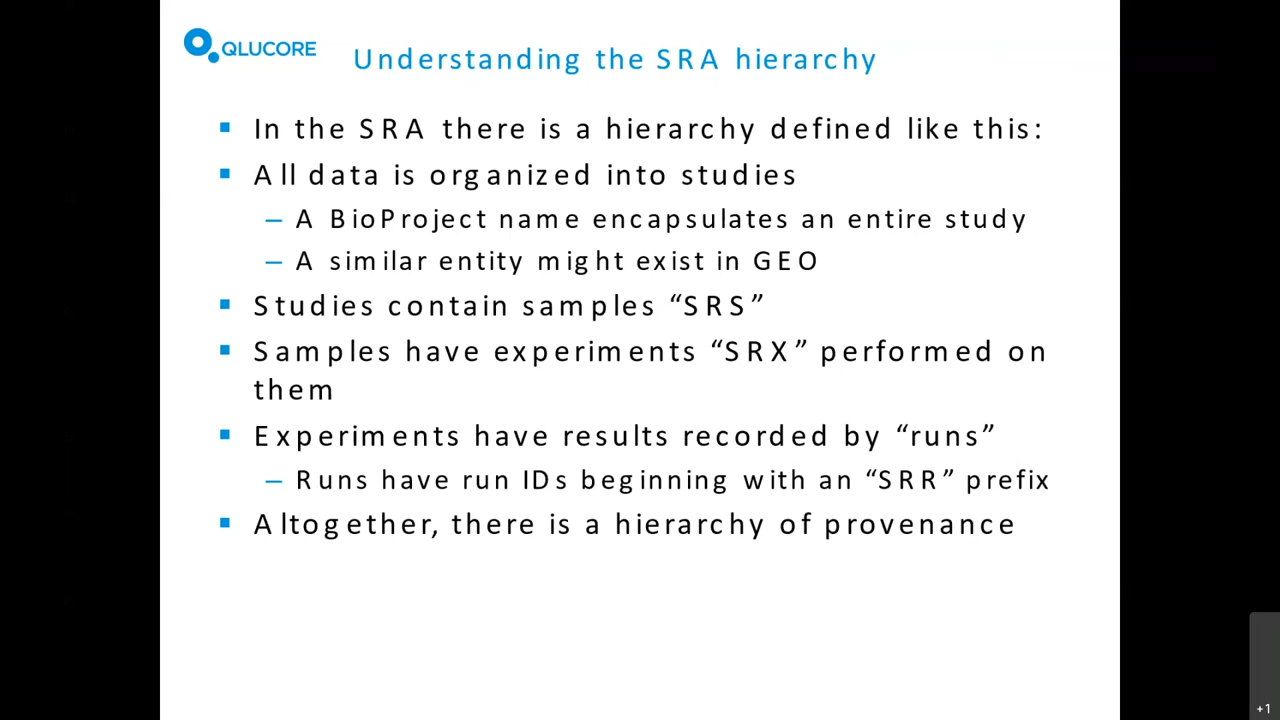 QLUCORE
Understanding the SRA hierarchy
In the SRA there is a hierarchy defined like this:
All data is organized into studies
– A BioProject name encapsulates an entire study
– A similar entity might exist in GEO
Studies contain samples “SRS”
Samples have experiments “SRX” performed on
them
Experiments have results recorded by “runs”
– Runs have run IDs beginning with an “SRR” prefix
Altogether, there is a hierarchy of provenance
+1